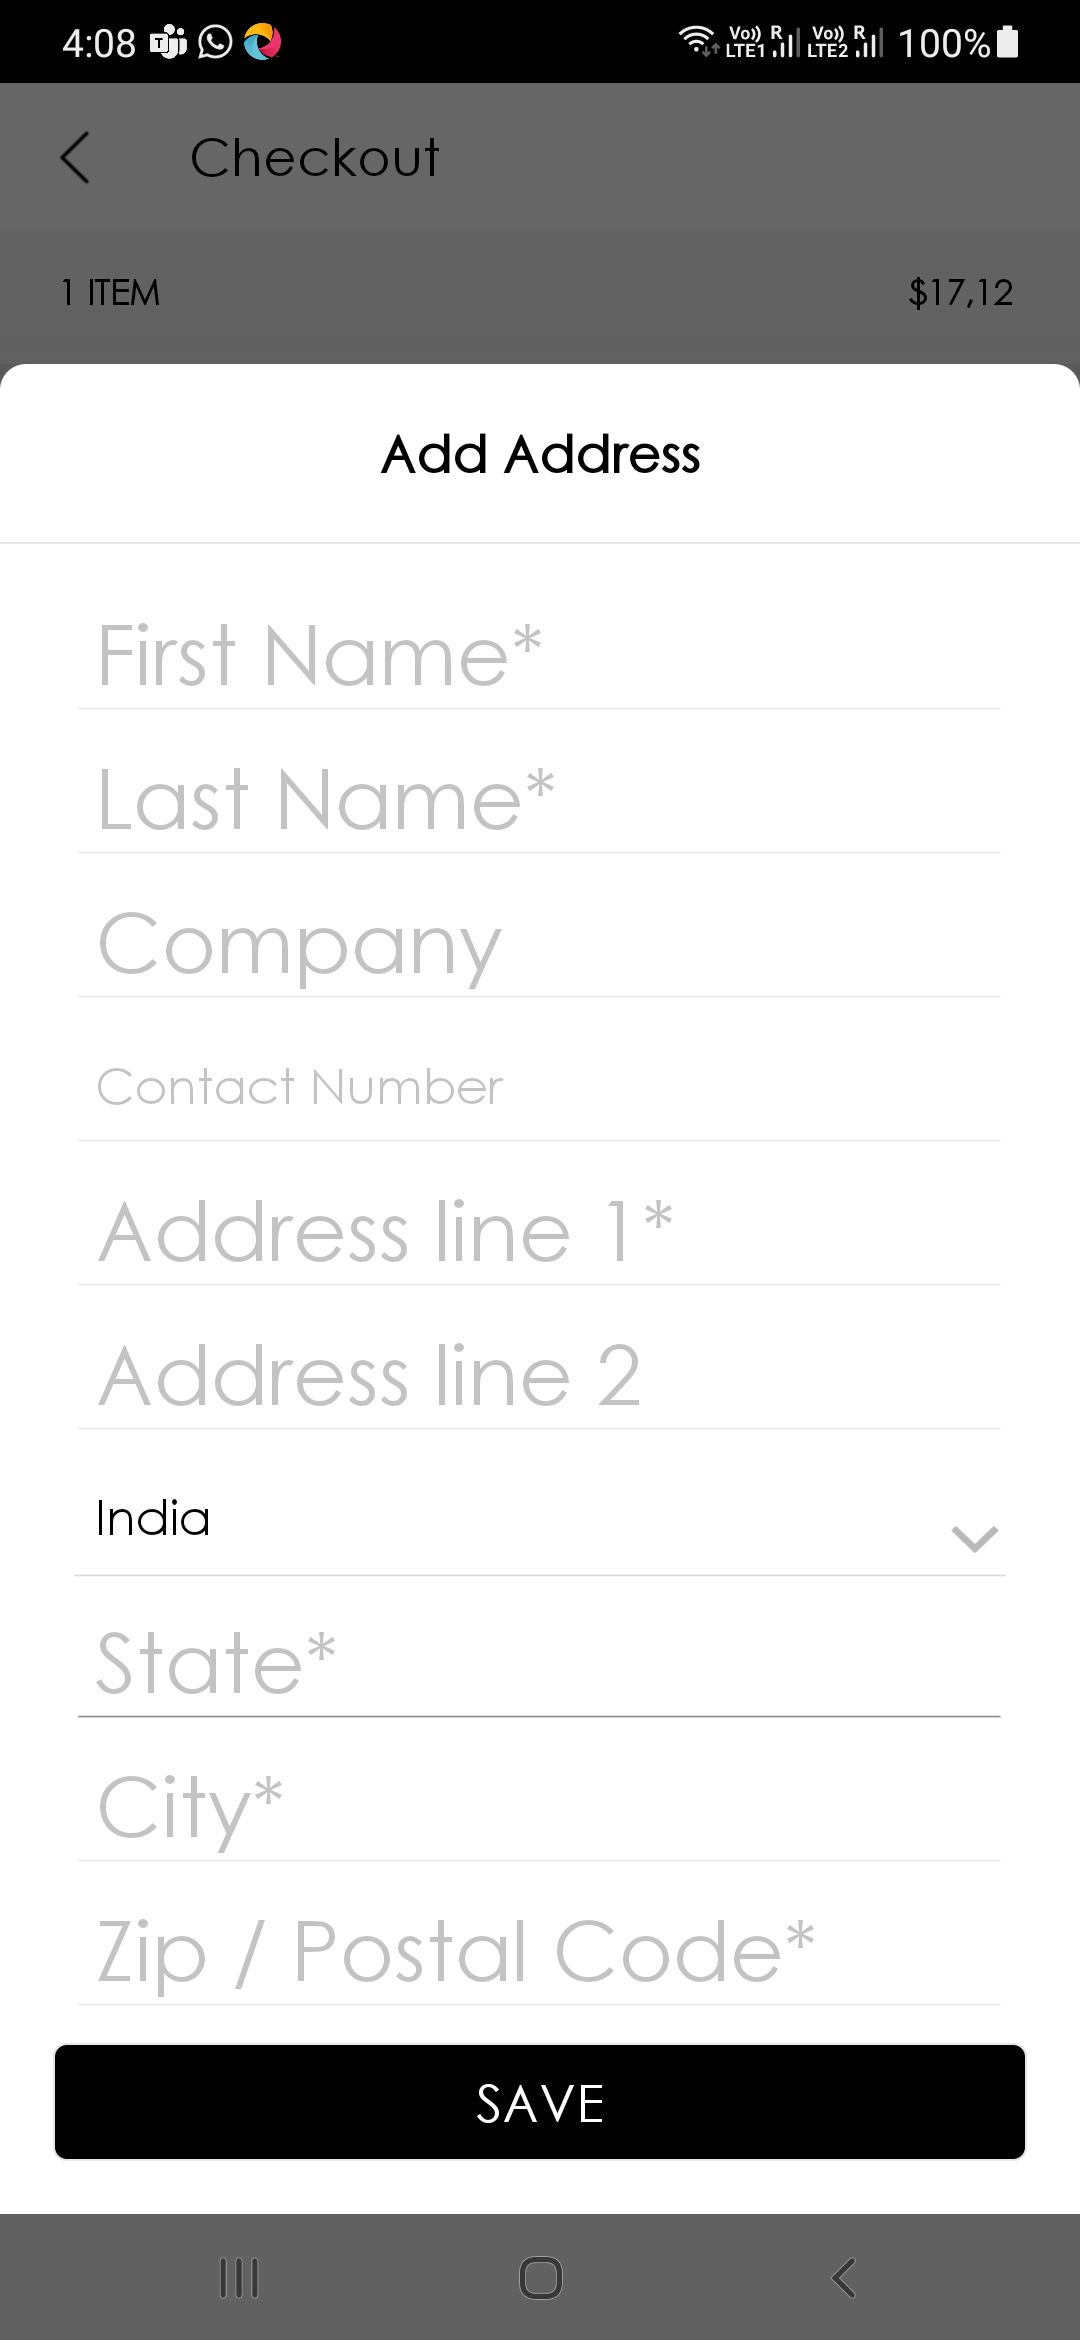 4:08 Vo)) R Vo)) R 100%
LTE1 LTE2
Checkout
1 ITEM $17,12
Add Address
First Name*
Last Name*
Company
Contact Number
Address line 1*
Address line 2
India
State*
City*
Zip / Postal Code*
SAVE